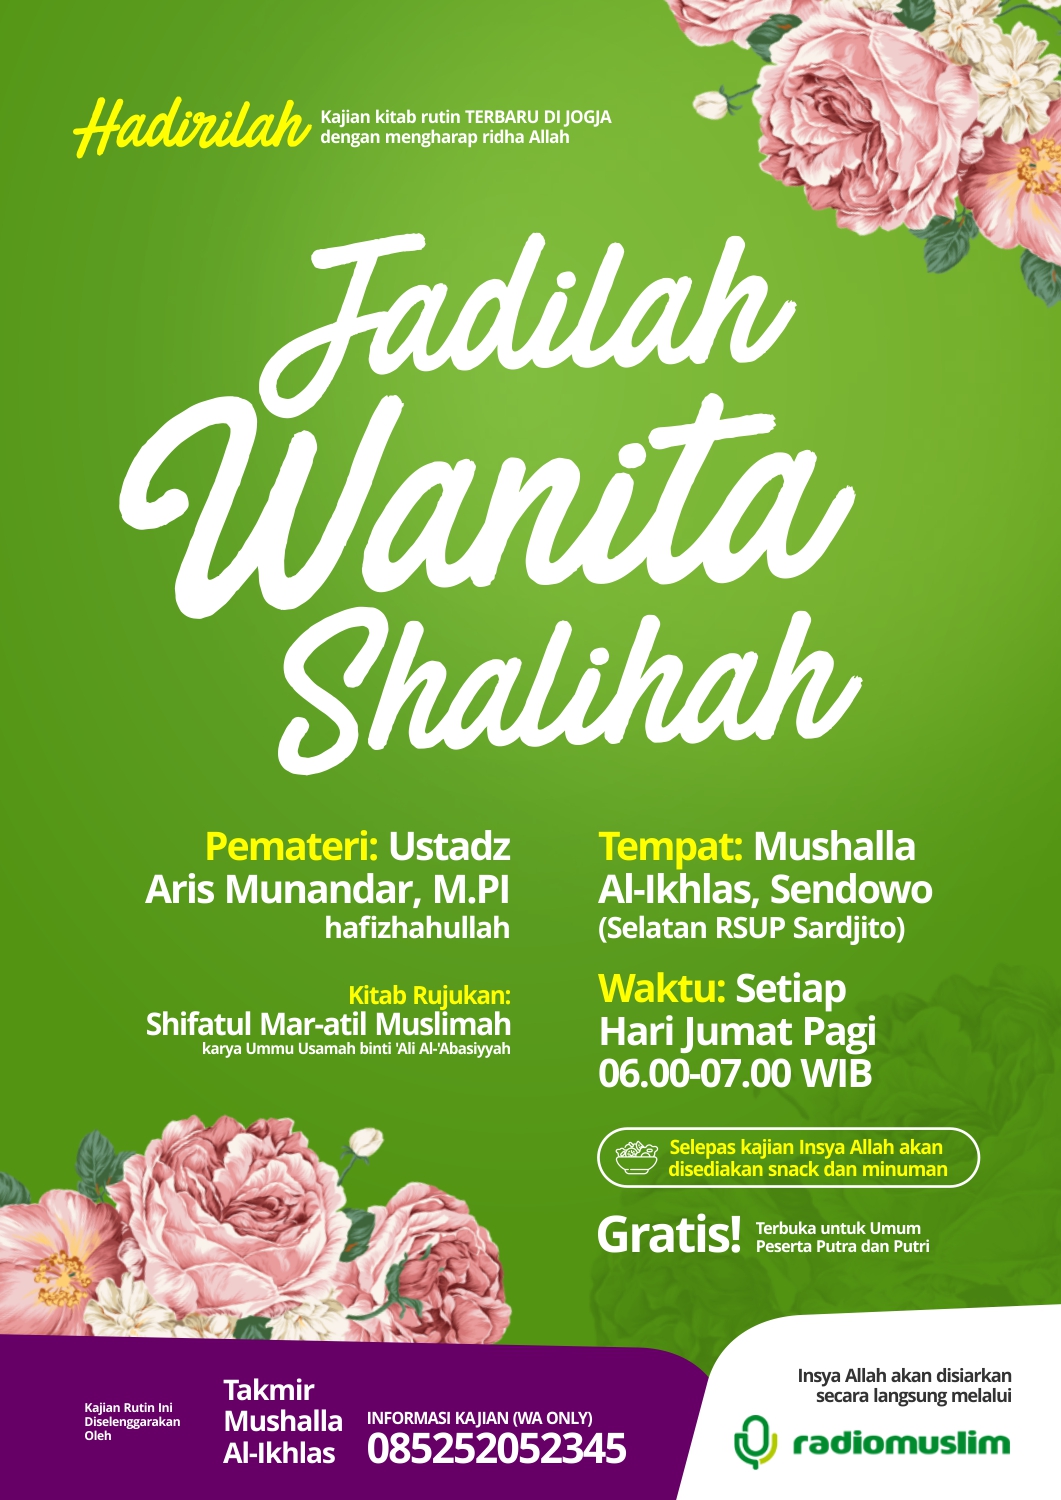 Hadirilah
Kajian kitab rutin TERBARU DI JOGJA
dengan mengharap ridha Allah
Jadilah
Wanita
Shalihah
Pemateri: Ustadz
Aris Munandar, M.PI
hafizhahullah
Kitab Rujukan:
Shifatul Mar-atil Muslimah
karya Ummu Usamah binti 'Ali Al-'Abasiyyah
Tempat: Mushalla
Al-Ikhlas, Sendowo
(Selatan RSUP Sardjito)
Waktu: Setiap
Hari Jumat Pagi
06.00-07.00 WIB
Selepas kajian Insya Allah akan
disediakan snack dan minuman
Gratis!
Terbuka untuk Umum
Peserta Putra dan Putri
Kajian Rutin Ini
Diselenggarakan
Oleh
Takmir
Mushalla
Al-Ikhlas
INFORMASI KAJIAN (WA ONLY)
085252052345
Insya Allah akan disiarkan
secara langsung melalui
radiomuslim